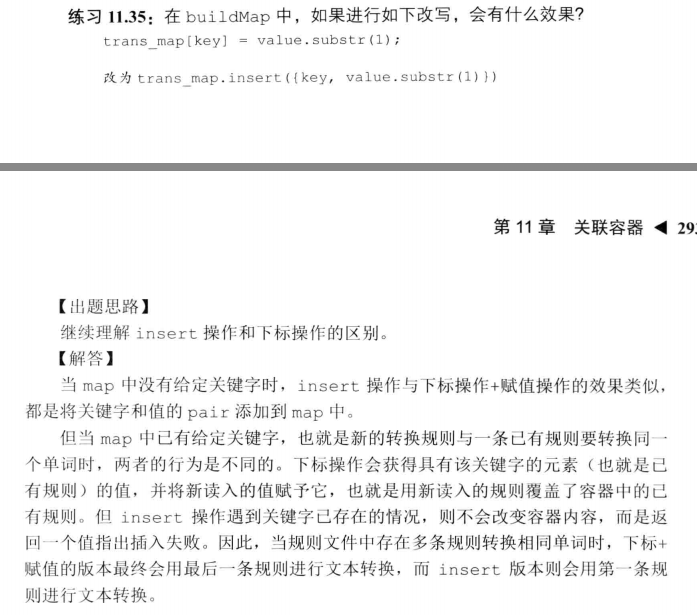 练习 11.35：在 buildMap 中，如果进行如下改写，会有什么效果？
trans_map[key] = value.substr(1);
改为 trans_map.insert({key, value.substr(1)})
第 11 章 关联容器 ◀ 293
【出题思路】
继续理解 insert 操作和下标操作的区别。
【解答】
当 map 中没有给定关键字时，insert 操作与下标操作+赋值操作的效果类似，
都是将关键字和值的 pair 添加到 map 中。
但当 map 中已有给定关键字，也就是新的转换规则与一条已有规则要转换同一
个单词时，两者的行为是不同的。下标操作会获得具有该关键字的元素（也就是已
有规则）的值，并将新读入的值赋予它，也就是用新读入的规则覆盖了容器中的已
有规则。但 insert 操作遇到关键字已存在的情况，则不会改变容器内容，而是返
回一个值指出插入失败。因此，当规则文件中存在多条规则转换相同单词时，下标+
赋值的版本最终会用最后一条规则进行文本转换，而 insert 版本则会用第一条规
则进行文本转换。